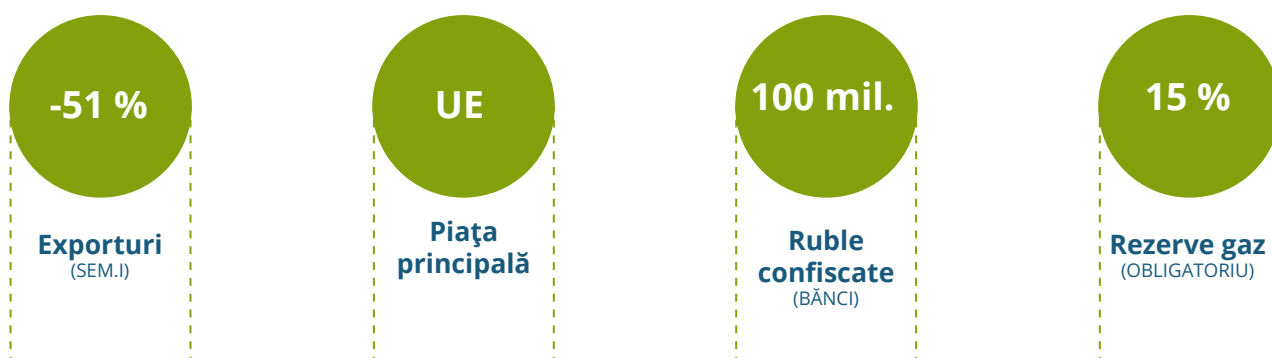 -51 %
Exporturi
(SEM.I)
UE
Piaţa
principală
100 mil.
Ruble
confiscate
(BĂNCI)
15 %
Rezerve gaz
(OBLIGATORIU)